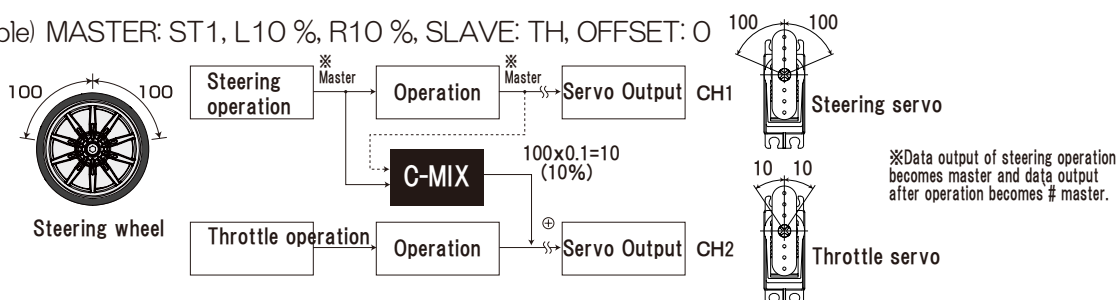 ple) MASTER: ST1, L10 %, R10 %, SLAVE: TH, OFFSET: 0
100 100
100 100
Steering wheel
Steering
operation
※
Master
Operation
※
Master
Servo Output
CH1
Steering servo
C-MIX
100x0.1=10
(10%)
10 10
※Data output of steering operation
becomes master and data output
after operation becomes # master.
Throttle operation
Operation
⊕
Servo Output
CH2
Throttle servo